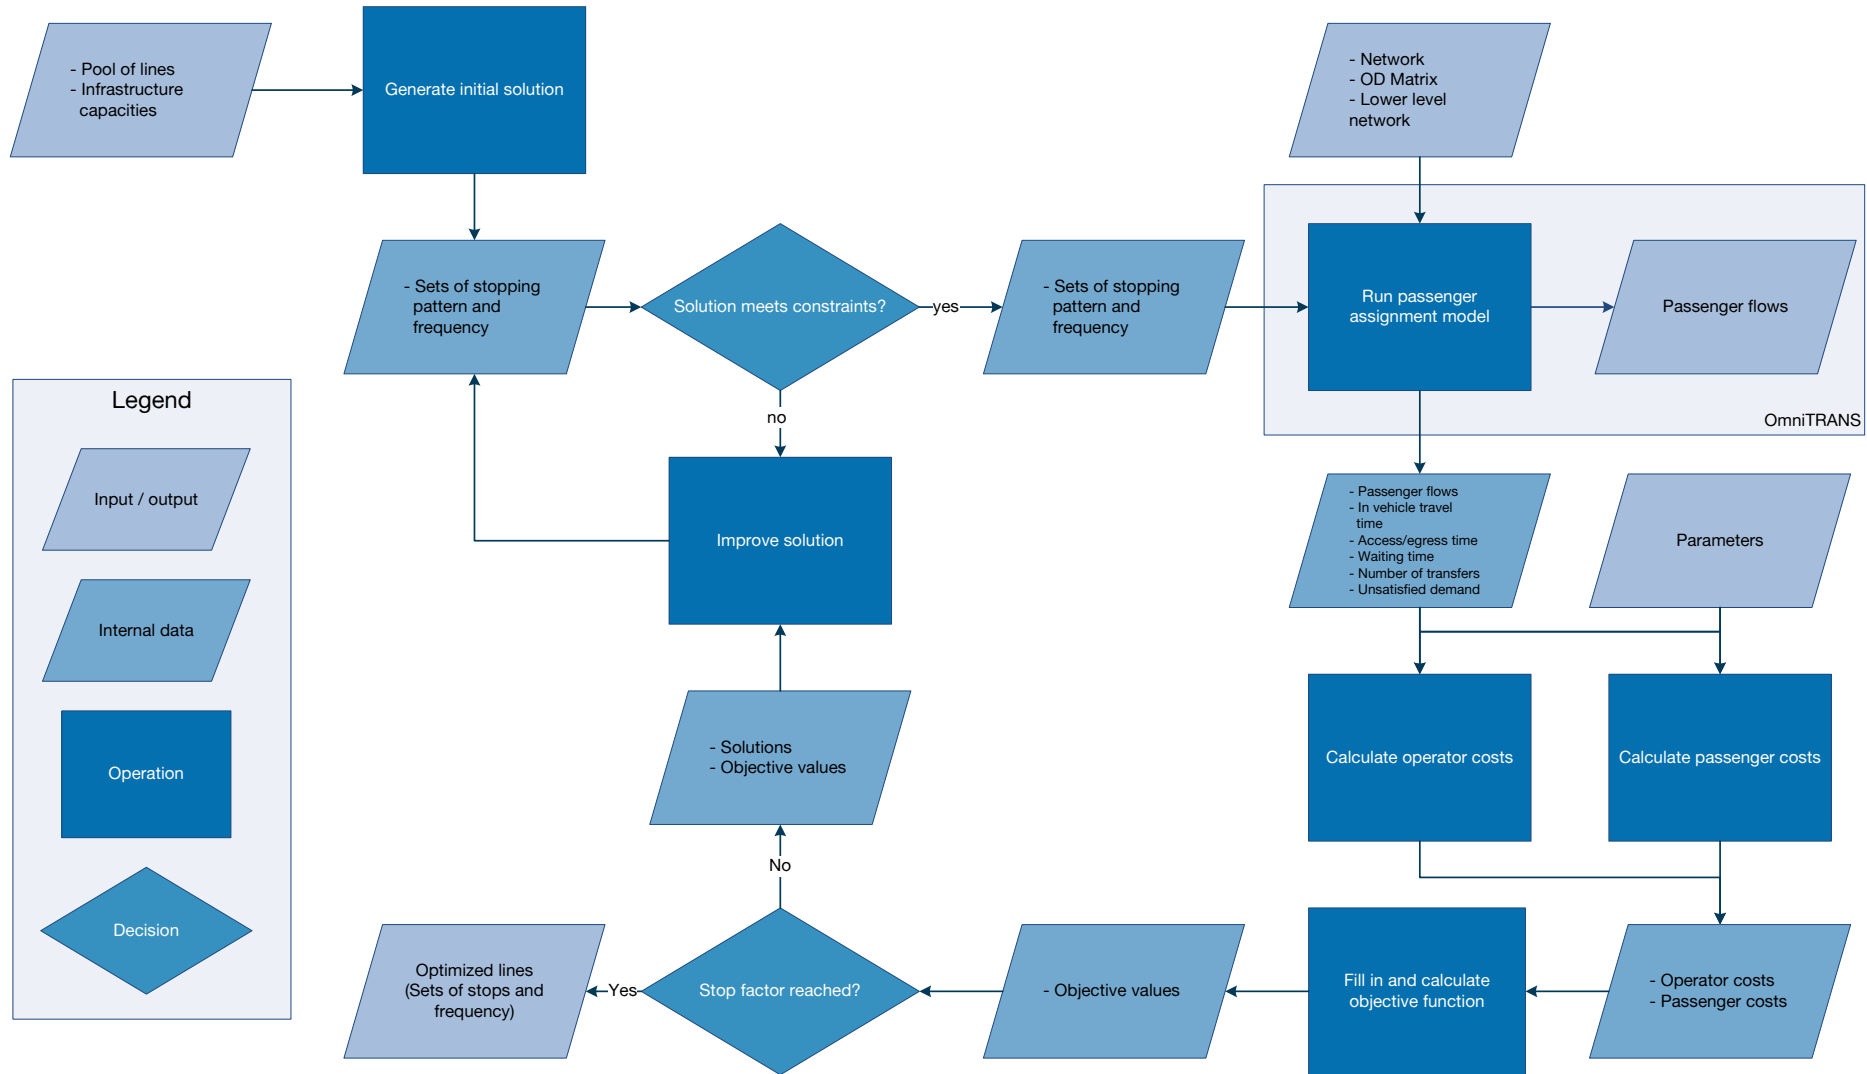 - Pool of lines
- Infrastructure
capacities
Generate initial solution
- Network
- OD Matrix
- Lower level
network
- Sets of stopping
pattern and
frequency
Solution meets constraints?
yes
- Sets of stopping
pattern and
frequency
Run passenger
assignment model
Passenger flows
OmniTRANS
no
Legend
Input / output
Internal data
Operation
Decision
Improve solution
- Passenger flows
- In vehicle travel
time
- Access/egress time
- Waiting time
- Number of transfers
- Unsatisfied demand
Parameters
- Solutions
- Objective values
Calculate operator costs
Calculate passenger costs
No
Optimized lines
(Sets of stops and
frequency)
Yes
Stop factor reached?
- Objective values
Fill in and calculate
objective function
- Operator costs
- Passenger costs